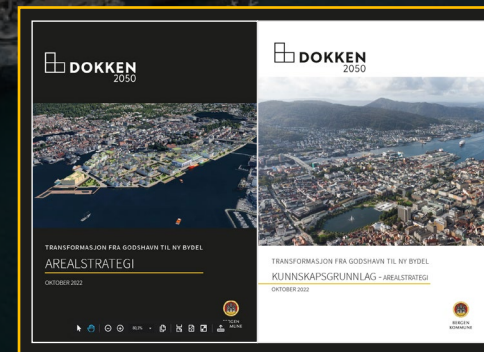 DOKKEN
2050
TRANSFORMASJON FRA GODSHAVN TIL NY BYDEL
AREALSTRATEGI
OKTOBER 2022
DOKKEN
2050
TRANSFORMASJON FRA GODSHAVN TIL NY BYDEL
KUNNSKAPSGRUNNLAG - AREALSTRATEGI
OKTOBER 2022
BERGEN
KOMMUNE